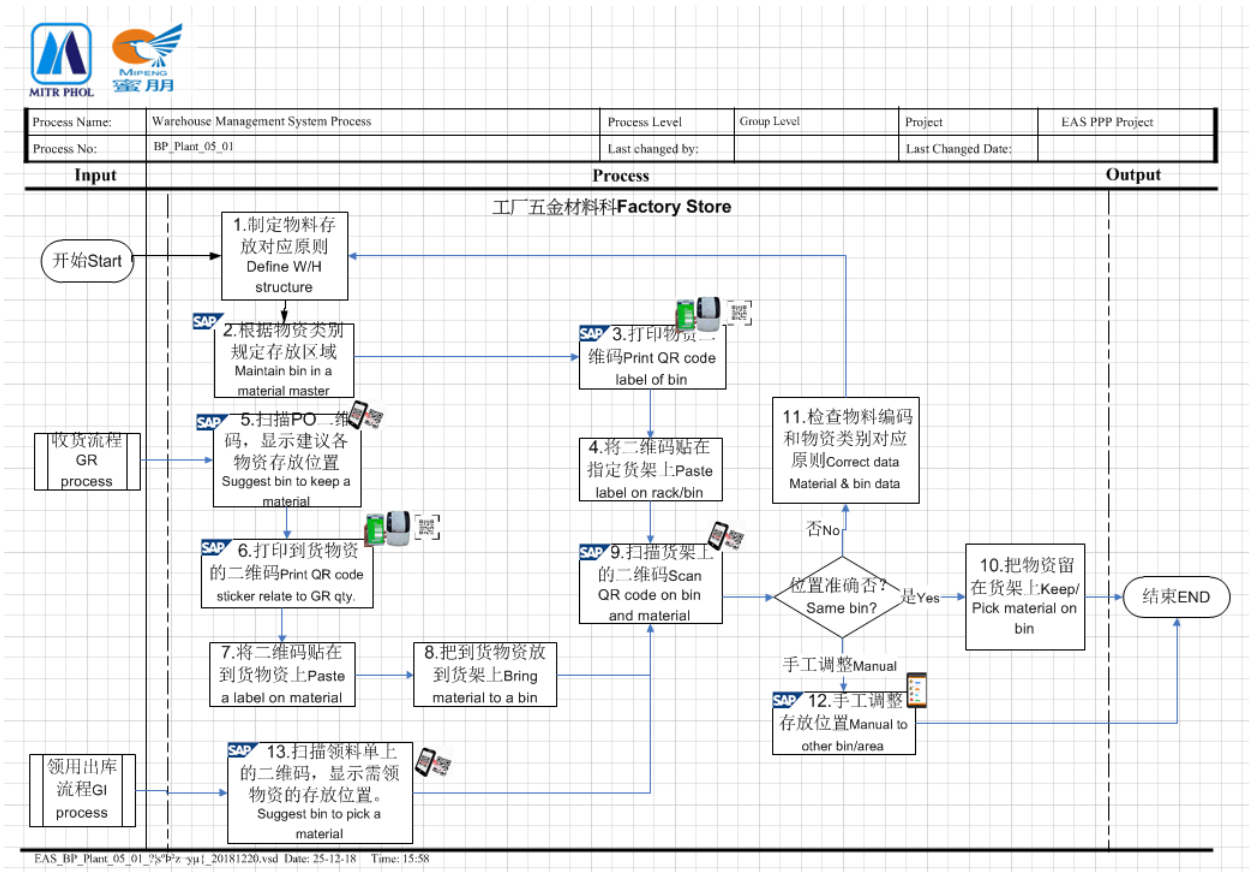 MITR PHOL
MIPENG
蜜朋
Process Name:
Warehouse Management System Process
Process Level
Group Level
Project
EAS PPP Project
Process No:
BP_Plant_05_01
Last changed by:
Last Changed Date:
Input
Process
Output
工厂五金材料科Factory Store
开始Start
1.制定物料存
放对应原则
Define W/H
structure
SAP
2.根据物资类别
规定存放区域
Maintain bin in a
material master
SAP
3.打印物资二
维码Print QR code
label of bin
4.将二维码贴在
指定货架上Paste
label on rack/bin
收货流程
GR
process
SAP
5.扫描PO二维
码，显示建议各
物资存放位置
Suggest bin to keep a
material
SAP
6.打印到货物资
的二维码Print QR code
sticker relate to GR qty.
7.将二维码贴在
到货物资上Paste
a label on material
8.把到货物资放
到货架上Bring
material to a bin
SAP
9.扫描货架上
的二维码Scan
QR code on bin
and material
11.检查物料编码
和物资类别对应
原则Correct data
Material & bin data
否No
位置准确否?
Same bin?
是Yes
10.把物资留
在货架上Keep/
Pick material on
bin
结束END
手工调整Manual
SAP
12.手工调整
存放位置Manual to
other bin/area
领用出库
流程GI
process
SAP
13.扫描领料单上
的二维码，显示需领
物资的存放位置。
Suggest bin to pick a
material
Date: 25-12-18 Time: 15:58